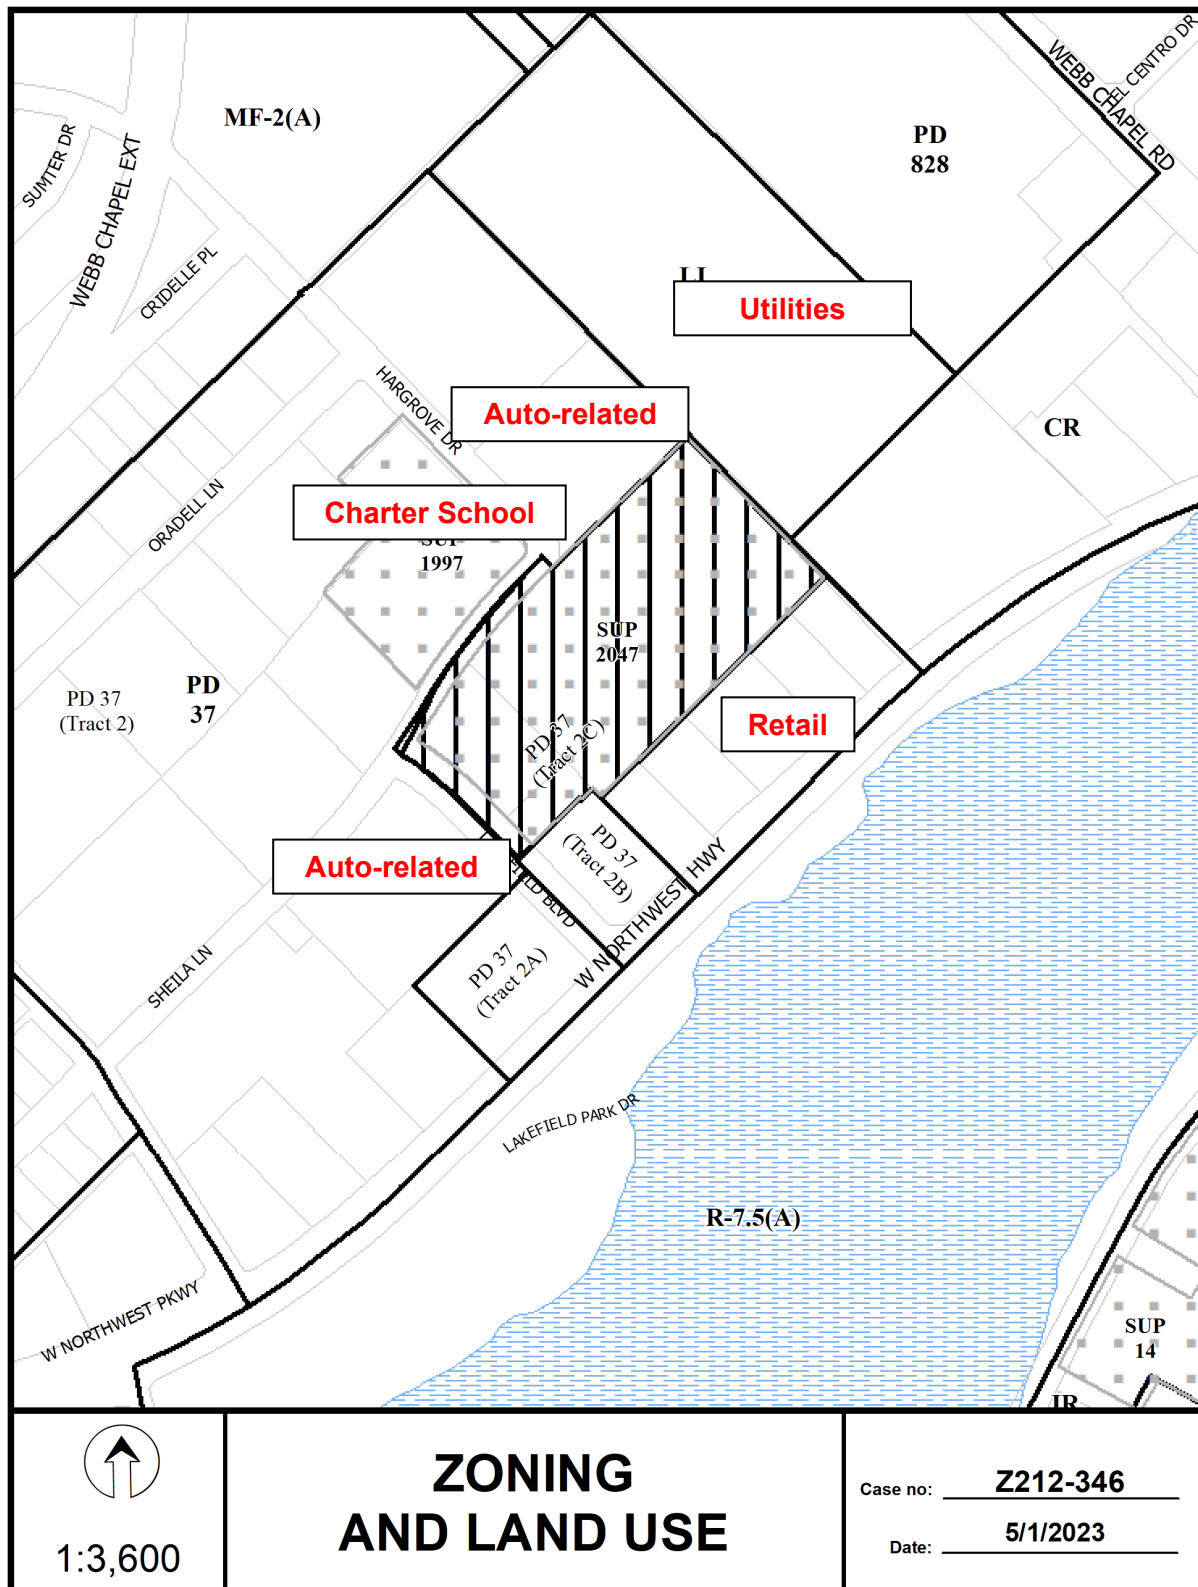 WEBB CHAPEL RD
EL CENTRO DR
MF-2(A)
PD
828
SUMTER DR
WEBB CHAPEL EXT
CRIDELLE PL
Utilities
HARGROVE DR
Auto-related
CR
ORADELL LN
Charter School
SUP
1997
SUP
2047
PD 37
(Tract 2)
PD
37
PD 37
(Tract 2C)
Retail
PD 37
(Tract 2B)
Auto-related
BLVD
W NORTHWEST HWY
PD 37
(Tract 2A)
SHEILA LN
LAKEFIELD PARK DR
R-7.5(A)
W NORTHWEST PKWY
SUP
14
IR
1:3,600
ZONING
AND LAND USE
Case no: Z212-346
Date: 5/1/2023